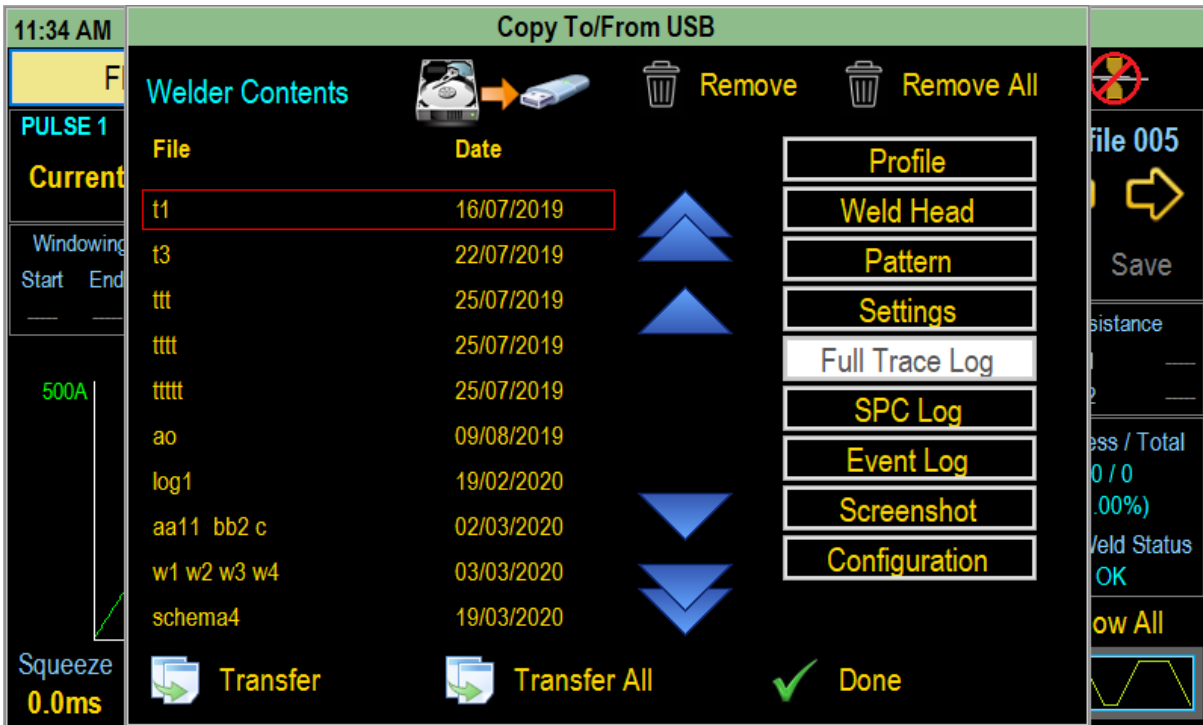 11:34 AM
Copy To/From USB
Welder Contents
Remove
Remove All
PULSE 1
Current
File
Date
Profile
file 005
t1 16/07/2019
Weld Head
Windowing
Start End
t3 22/07/2019
Pattern
Save
ttt 25/07/2019
Settings
sistance
tttt 25/07/2019
Full Trace Log
500A
ttttt 25/07/2019
SPC Log
ao 09/08/2019
ess / Total
Event Log
0 / 0
log1 19/02/2020
Screenshot
.00%)
aa11 bb2 c 02/03/2020
Weld Status
Configuration
OK
w1 w2 w3 w4 03/03/2020
schema4 19/03/2020
ow All
Squeeze
0.0ms
Transfer
Transfer All
Done